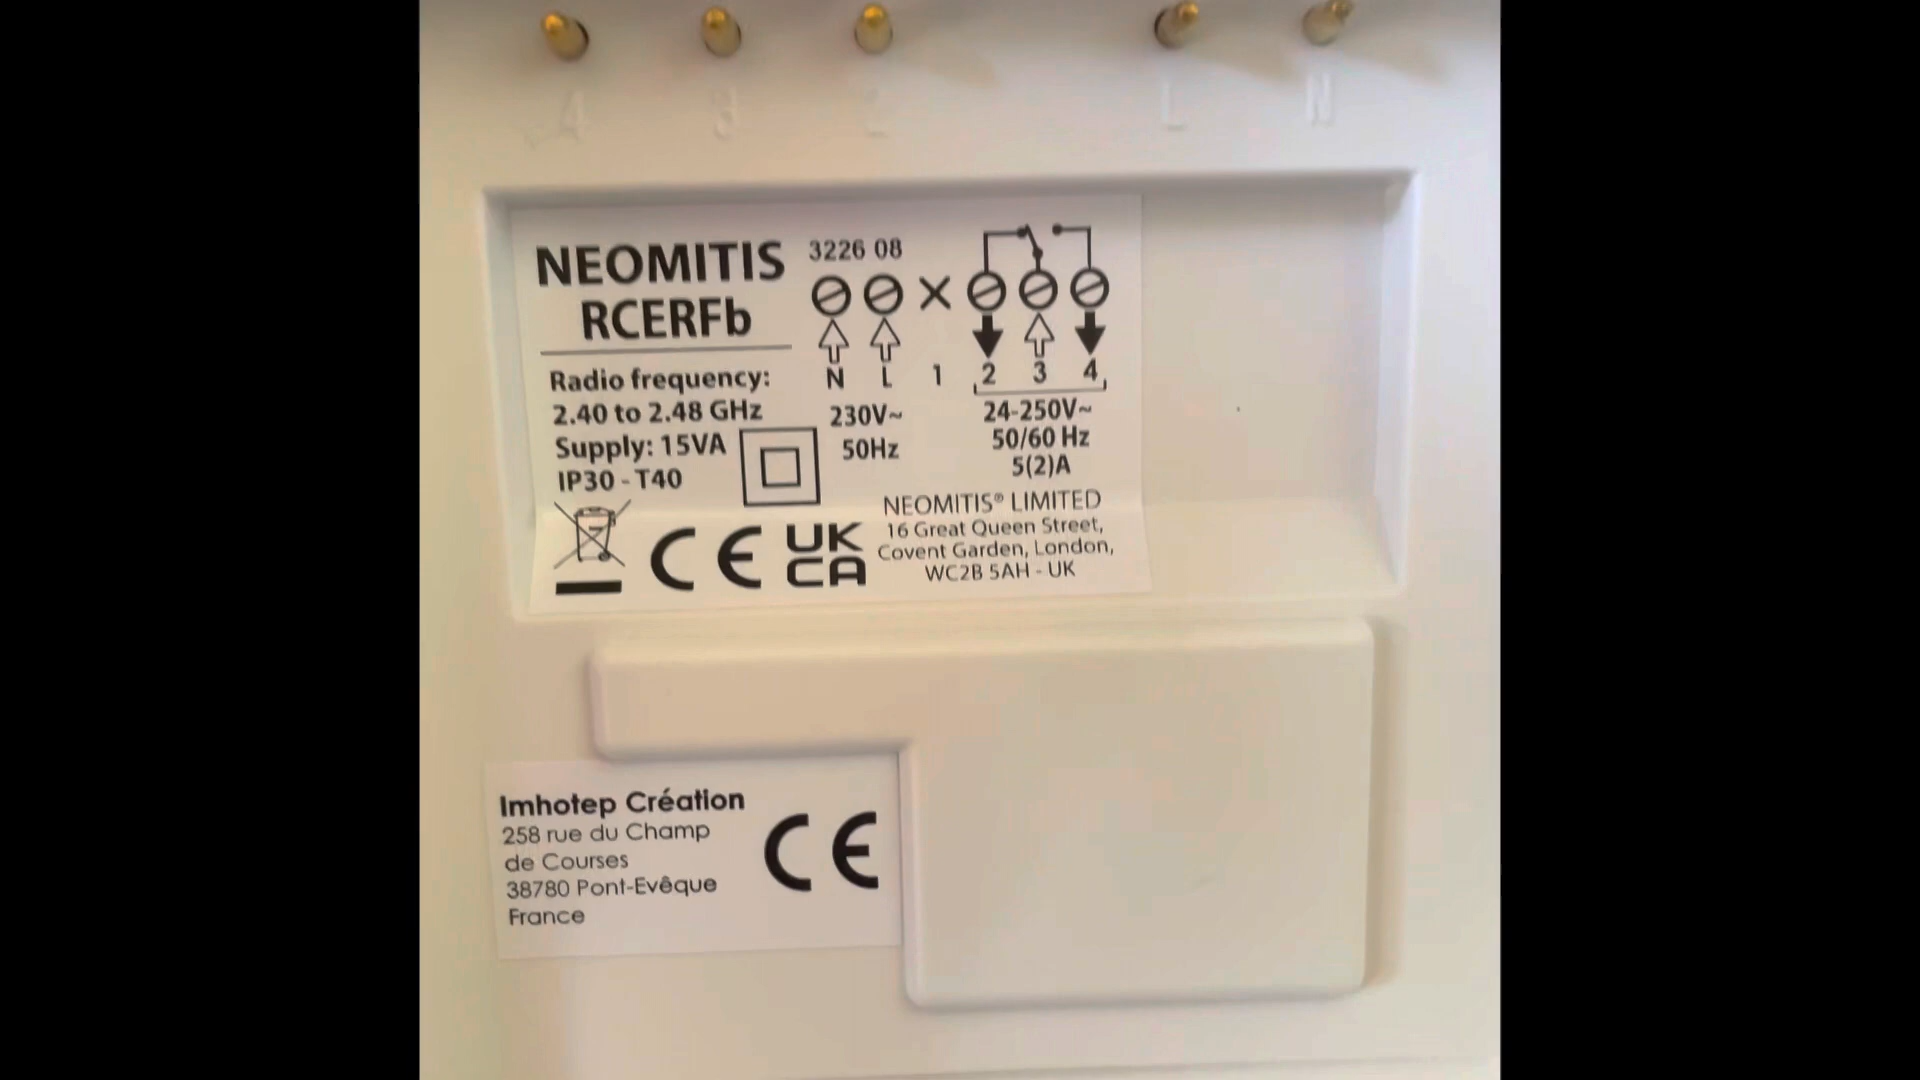 4 3 2 L N
NEOMITIS
RCERFb
3226 08
N L 1 2 3 4
Radio frequency:
2.40 to 2.48 GHz
Supply: 15VA
IP30 - T40
230V~
50Hz
24-250V~
50/60 Hz
5(2)A
CE
UK
CA
NEOMITIS® LIMITED
16 Great Queen Street,
Covent Garden, London,
WC2B 5AH - UK
Imhotep Création
258 rue du Champ
de Courses
38780 Pont-Evêque
France
CE